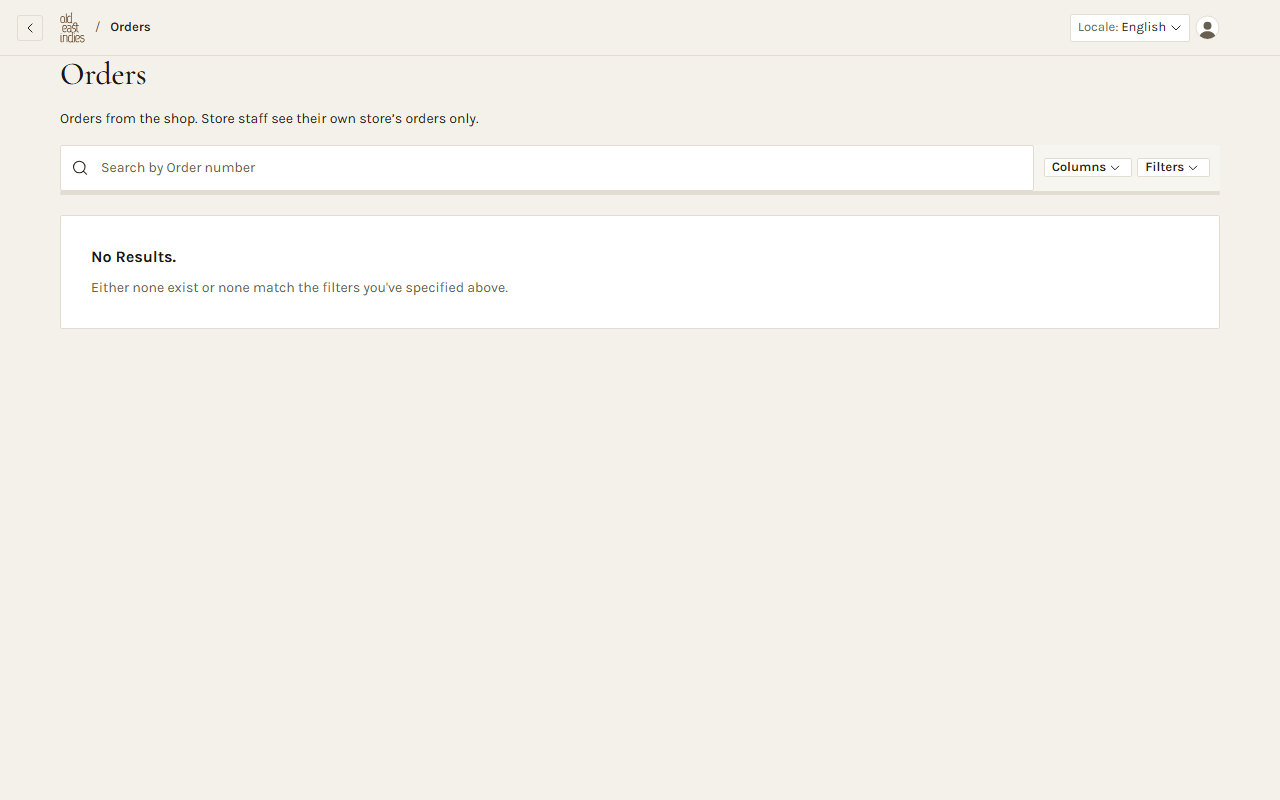 old
east
indies
/ Orders
Locale: English
Orders
Orders from the shop. Store staff see their own store's orders only.
Search by Order number
Columns
Filters
No Results.
Either none exist or none match the filters you've specified above.